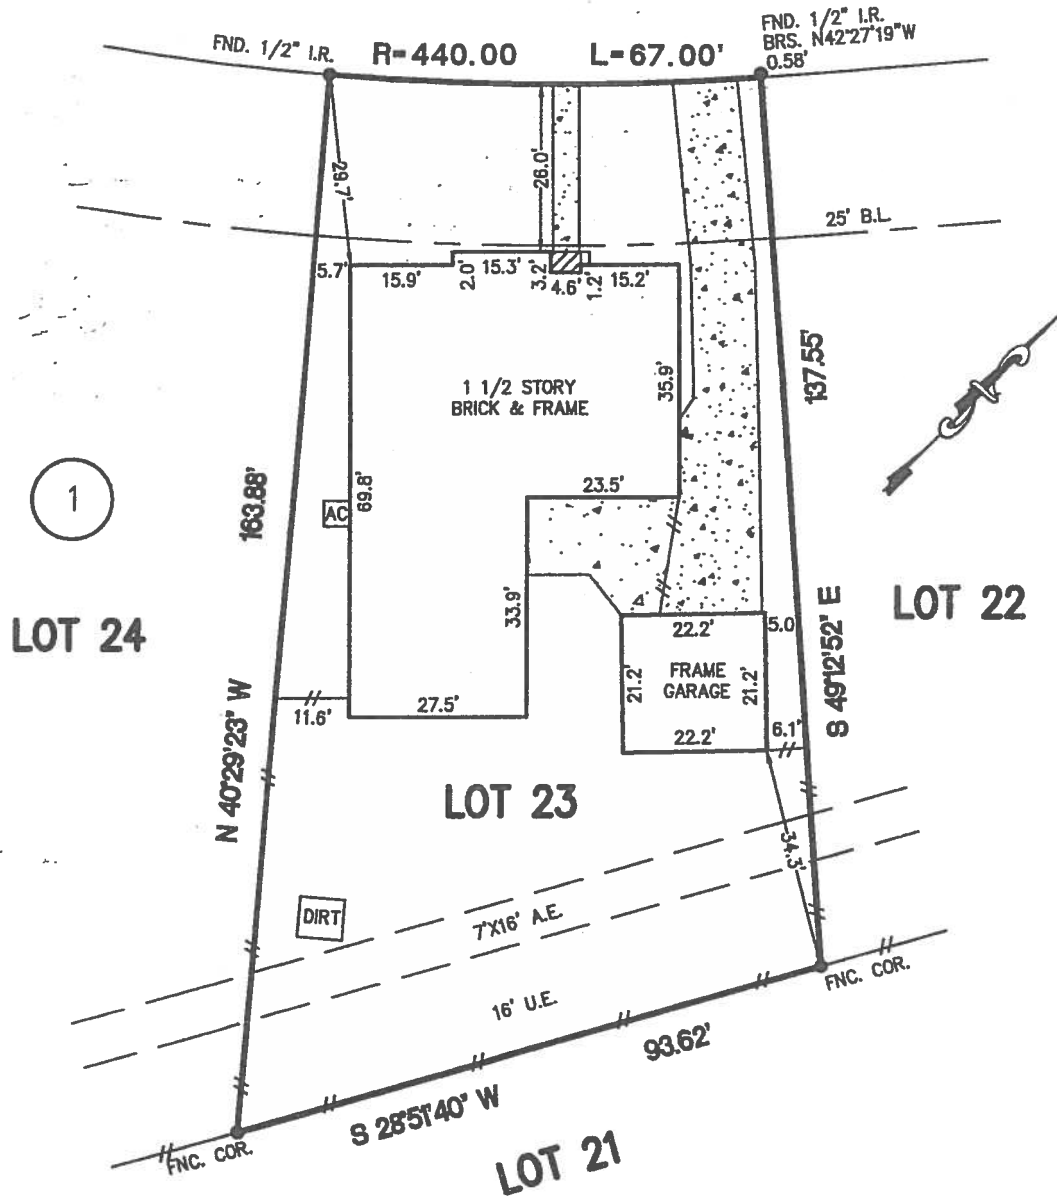 FND. 1/2" I.R.
R=440.00
L=67.00'
FND. 1/2" I.R.
BRS. N42°27'19"W
0.58'
29.7'
26.0'
25' B.L.
5.7'
15.9'
2.0'
15.3'
3.2'
4.6'
1.2'
15.2'
1 1/2 STORY
BRICK & FRAME
35.9'
137.55'
1
163.88'
AC
69.8'
23.5'
LOT 24
33.9'
22.2'
5.0
LOT 22
FRAME
GARAGE
21.2'
21.2'
S 49°12'52" E
N 40°29'23" W
11.6'
27.5'
22.2'
6.1'
LOT 23
34.3'
DIRT
7'X16' A.E.
16' U.E.
FNC. COR.
93.62'
S 28°51'40" W
FNC. COR.
LOT 21